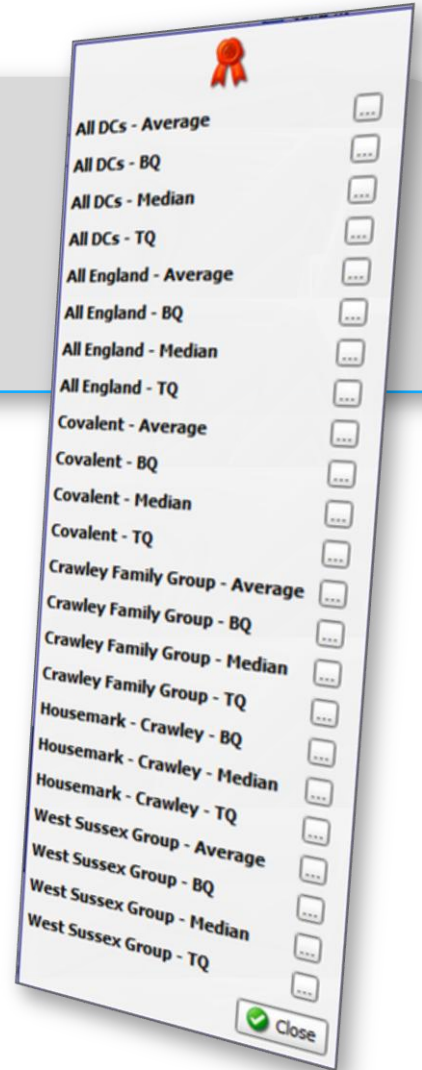 All DCs - Average
...
All DCs - BQ
...
All DCs - Median
...
All DCs - TQ
...
All England - Average
...
All England - BQ
...
All England - Median
...
All England - TQ
...
Covalent - Average
...
Covalent - BQ
...
Covalent - Median
...
Covalent - TQ
...
Crawley Family Group - Average
...
Crawley Family Group - BQ
...
Crawley Family Group - Median
...
Crawley Family Group - TQ
...
Housemark - Crawley - BQ
...
Housemark - Crawley - Median
...
Housemark - Crawley - TQ
...
West Sussex Group - Average
...
West Sussex Group - BQ
...
West Sussex Group - Median
...
West Sussex Group - TQ
...
Close